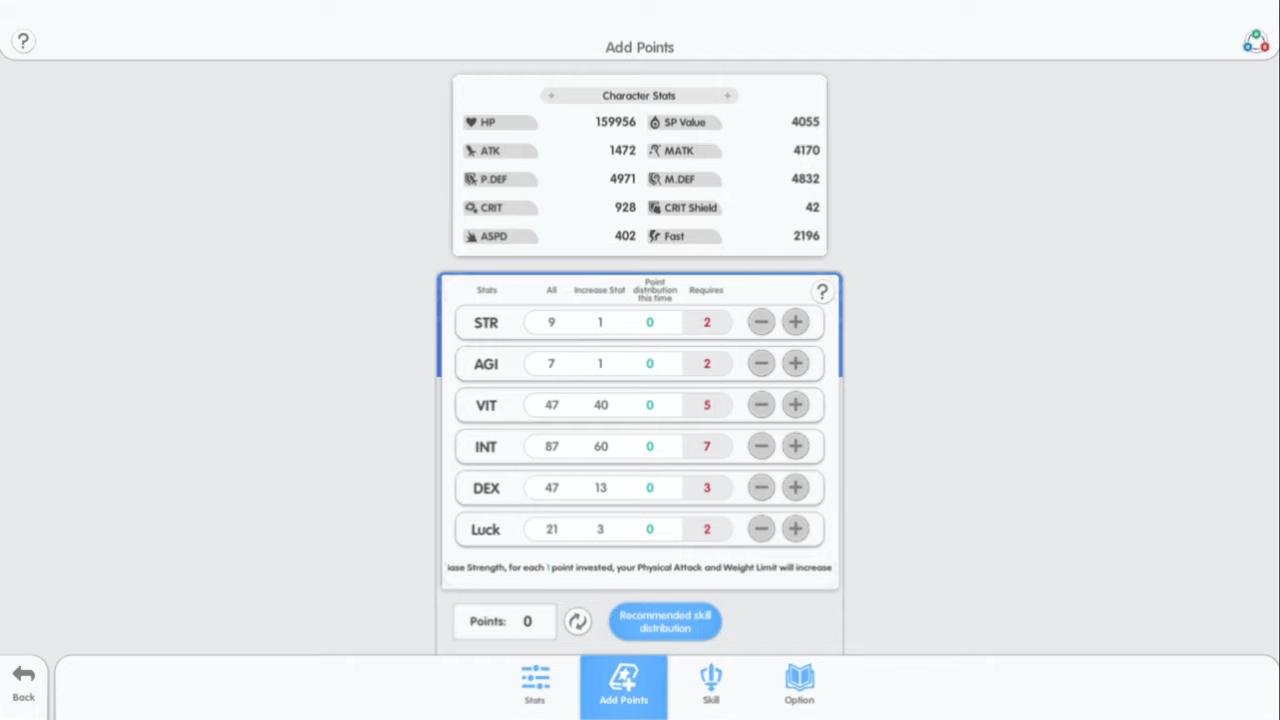 ?
Add Points
Character Stats
HP 159956 SP Value 4055
ATK 1472 MATK 4170
P.DEF 4971 M.DEF 4832
CRIT 928 CRIT Shield 42
ASPD 402 Fast 2196
Stats All Increase Stat Point distribution this time Requires ?
STR 9 1 0 2 − +
AGI 7 1 0 2 − +
VIT 47 40 0 5 − +
INT 87 60 0 7 − +
DEX 47 13 0 3 − +
Luck 21 3 0 2 − +
ase Strength, for each 1 point invested, your Physical Attack and Weight Limit will increase
Points: 0
Recommended skill
distribution
Back
Stats
Add Points
Skill
Option